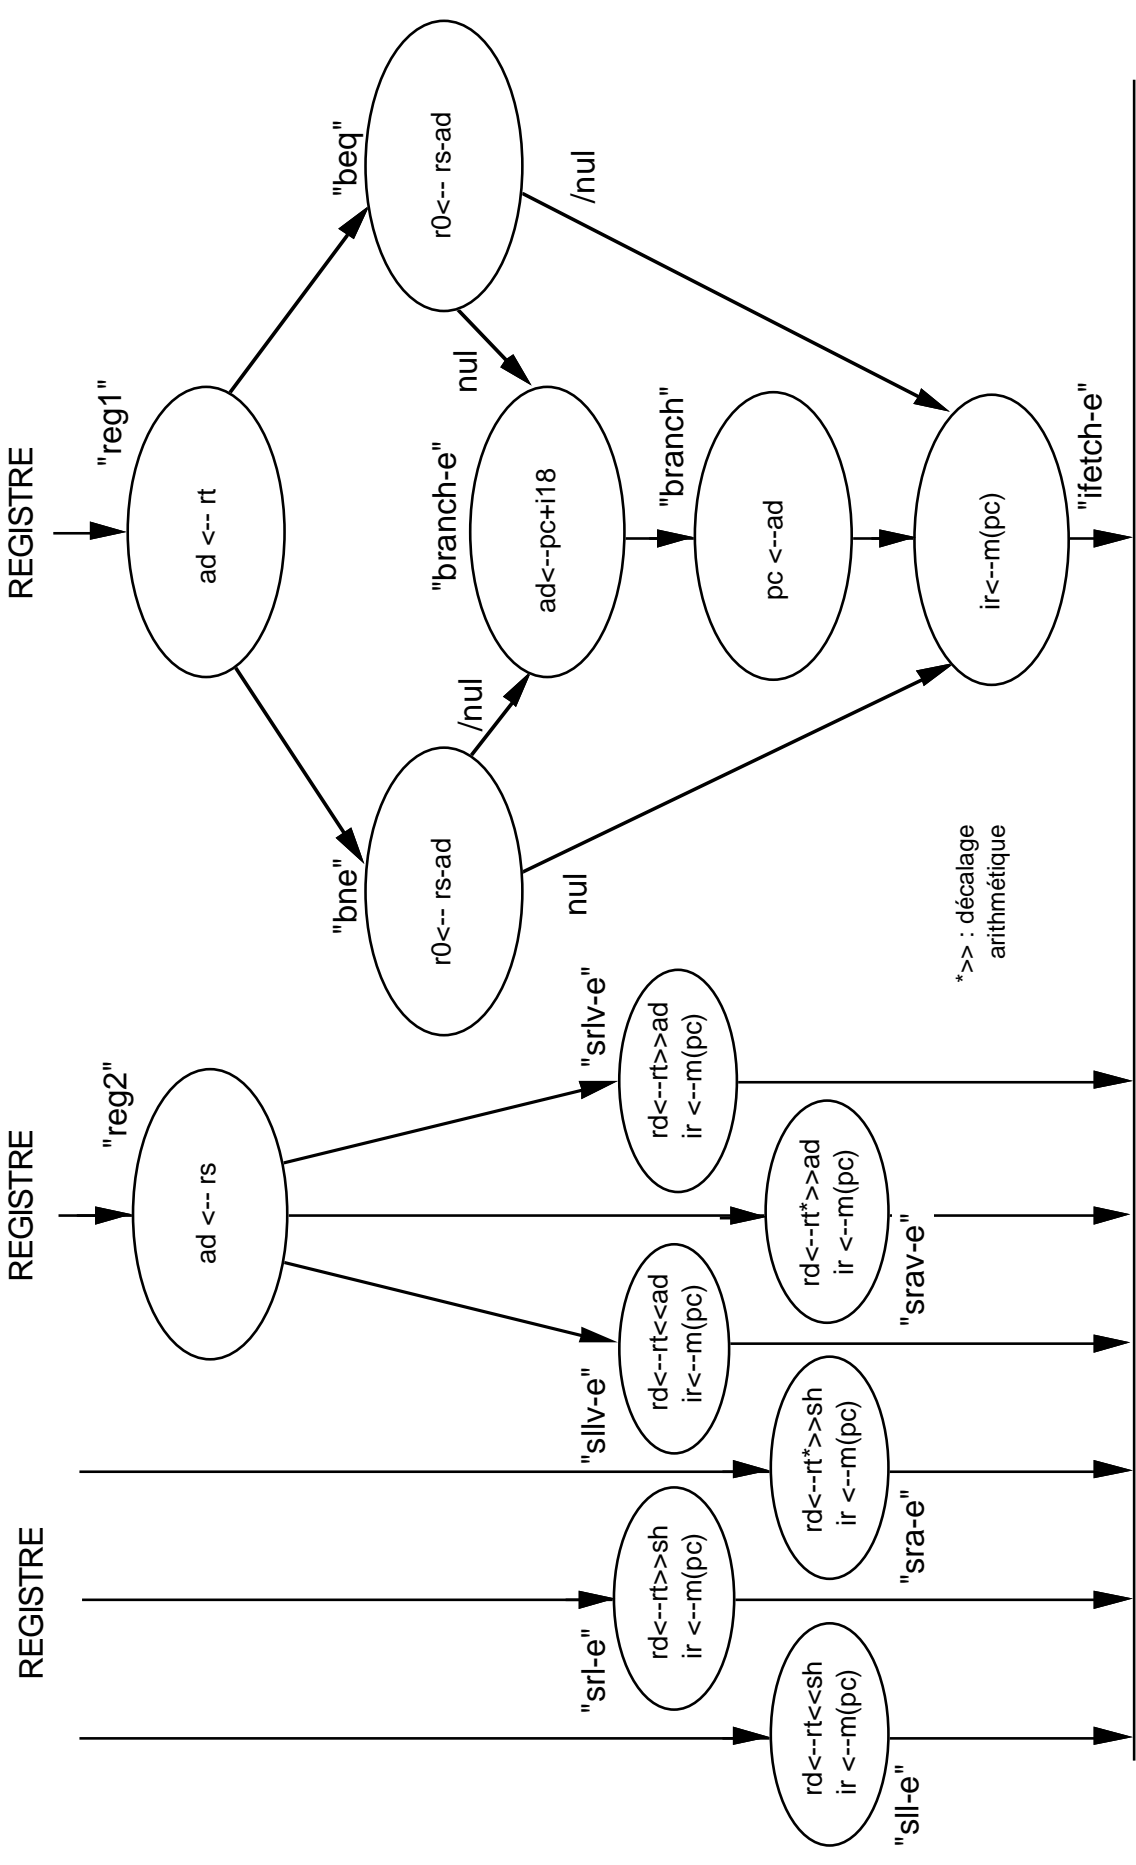 REGISTRE
REGISTRE
REGISTRE
"reg2"
ad <-- rs
"reg1"
ad <-- rt
"bne"
r0<-- rs-ad
"beq"
r0<-- rs-ad
/nul
nul
"branch-e"
ad<--pc+i18
nul
/nul
"srl-e"
rd<--rt>>sh
ir <--m(pc)
"sllv-e"
rd<--rt<<ad
ir<--m(pc)
"srlv-e"
rd<--rt>>ad
ir <--m(pc)
"branch"
pc <--ad
rd<--rt<<sh
ir <--m(pc)
"sll-e"
rd<--rt*>>sh
ir <--m(pc)
"sra-e"
rd<--rt*>>ad
ir <--m(pc)
"srav-e"
*>> : décalage
arithmétique
ir<--m(pc)
"ifetch-e"